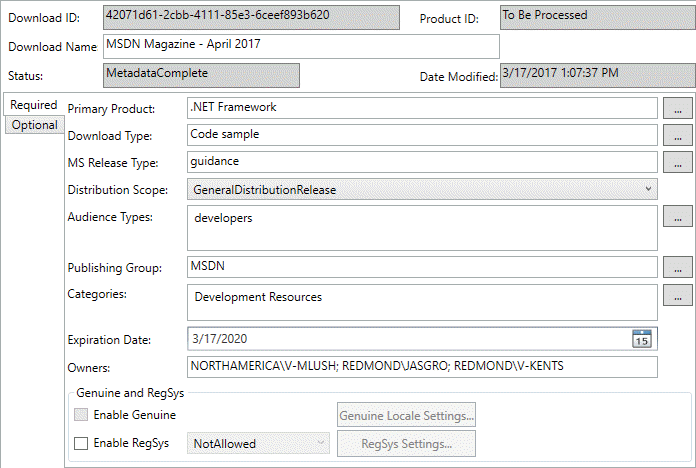 Download ID: 42071d61-2cbb-4111-85e3-6ceef893b620 Product ID: To Be Processed
Download Name MSDN Magazine - April 2017
Status: MetadataComplete Date Modified: 3/17/2017 1:07:37 PM
Required
Optional
Primary Product: .NET Framework ...
Download Type: Code sample ...
MS Release Type: guidance ...
Distribution Scope: GeneralDistributionRelease
Audience Types: developers ...
Publishing Group: MSDN ...
Categories: Development Resources ...
Expiration Date: 3/17/2020 15
Owners: NORTHAMERICA\V-MLUSH; REDMOND\JASGRO; REDMOND\V-KENTS
Genuine and RegSys
Enable Genuine Genuine Locale Settings...
Enable RegSys NotAllowed RegSys Settings...